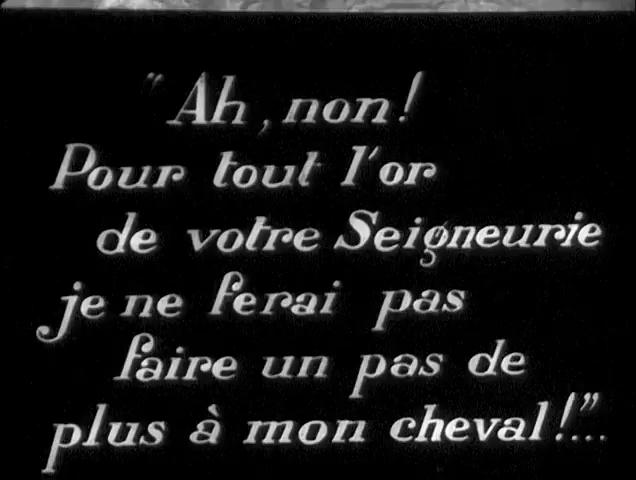 "Ah, non!
Pour tout l'or
de votre Seigneurie
je ne ferai pas
faire un pas de
plus à mon cheval!"...